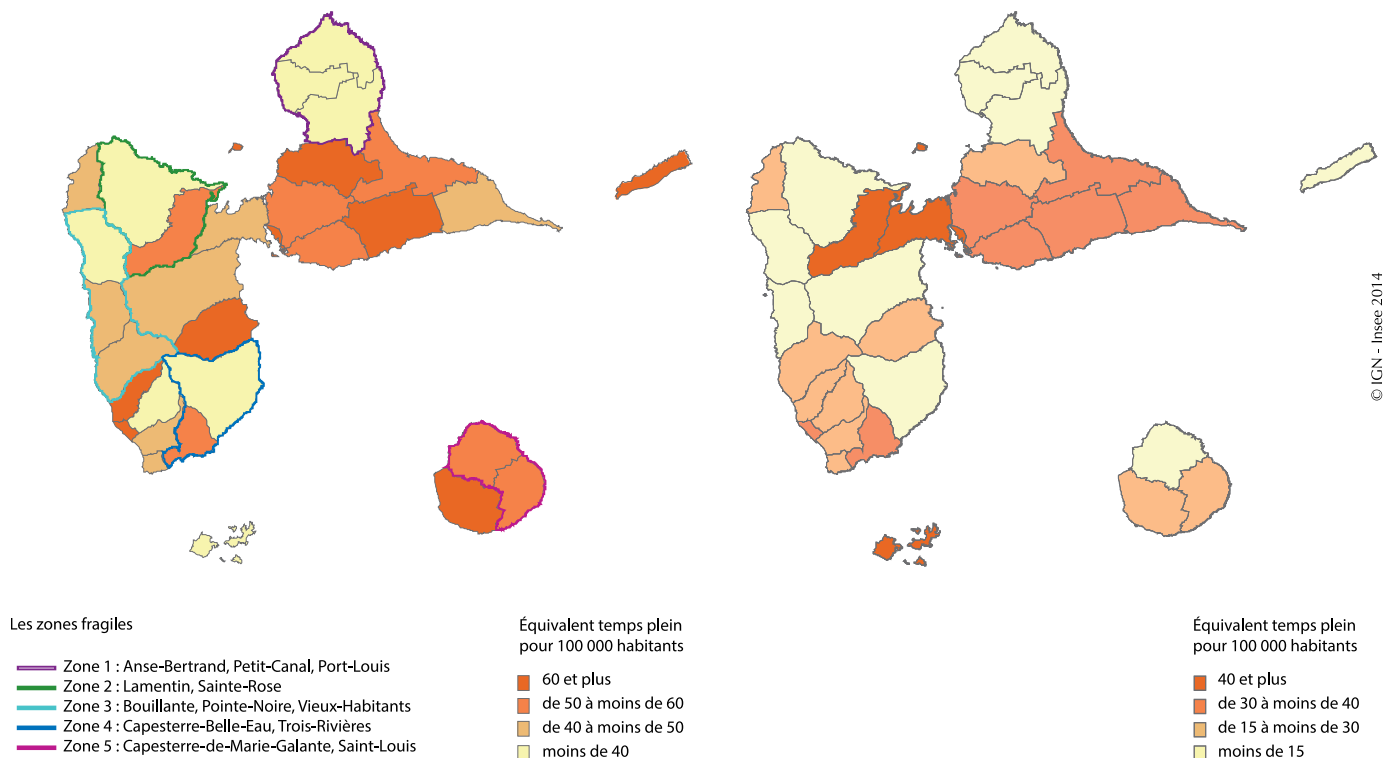 © IGN - Insee 2014
Les zones fragiles
Zone 1 : Anse-Bertrand, Petit-Canal, Port-Louis
Zone 2 : Lamentin, Sainte-Rose
Zone 3 : Bouillante, Pointe-Noire, Vieux-Habitants
Zone 4 : Capesterre-Belle-Eau, Trois-Rivières
Zone 5 : Capesterre-de-Marie-Galante, Saint-Louis
Équivalent temps plein
pour 100 000 habitants
60 et plus
de 50 à moins de 60
de 40 à moins de 50
moins de 40
Équivalent temps plein
pour 100 000 habitants
40 et plus
de 30 à moins de 40
de 15 à moins de 30
moins de 15